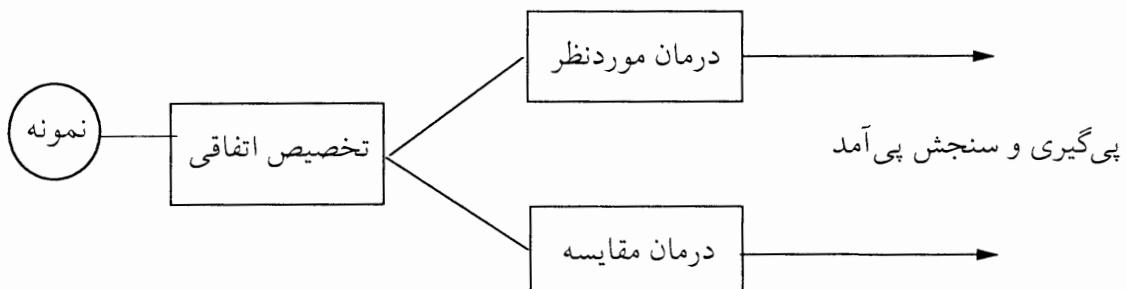 درمان موردنظر
نمونه
تخصیص اتفاقی
پی‌گیری و سنجش پی‌آمد
درمان مقایسه